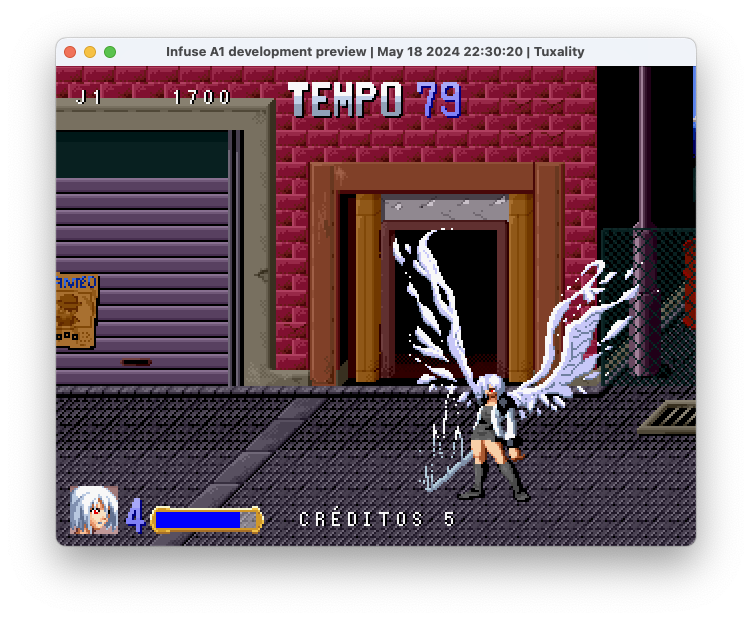 Infuse A1 development preview | May 18 2024 22:30:20 | Tuxality
J1 1700 TEMPO 79
4 CRÉDITOS 5